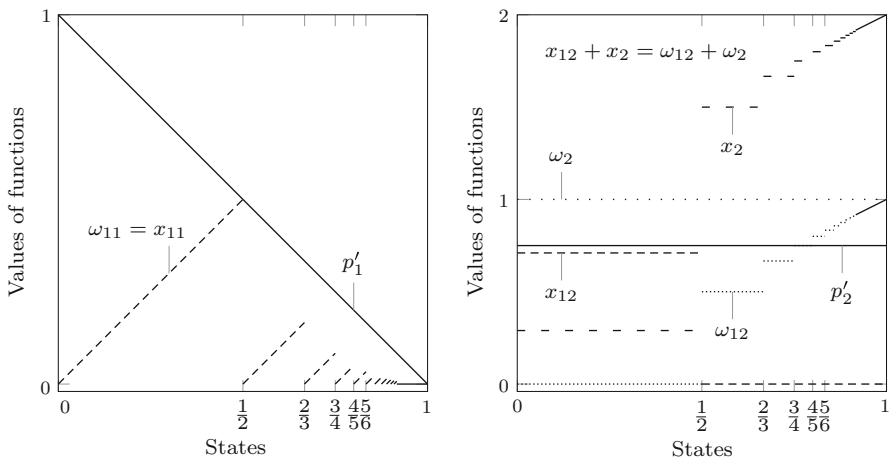 1
Values of functions
ω₁₁ = x₁₁
p′₁
0
0 1/2 2/3 3/4 4/5 5/6 1
States
2
x₁₂ + x₂ = ω₁₂ + ω₂
x₂
Values of functions
ω₂
1
x₁₂
p′₂
ω₁₂
0
0 1/2 2/3 3/4 4/5 5/6 1
States